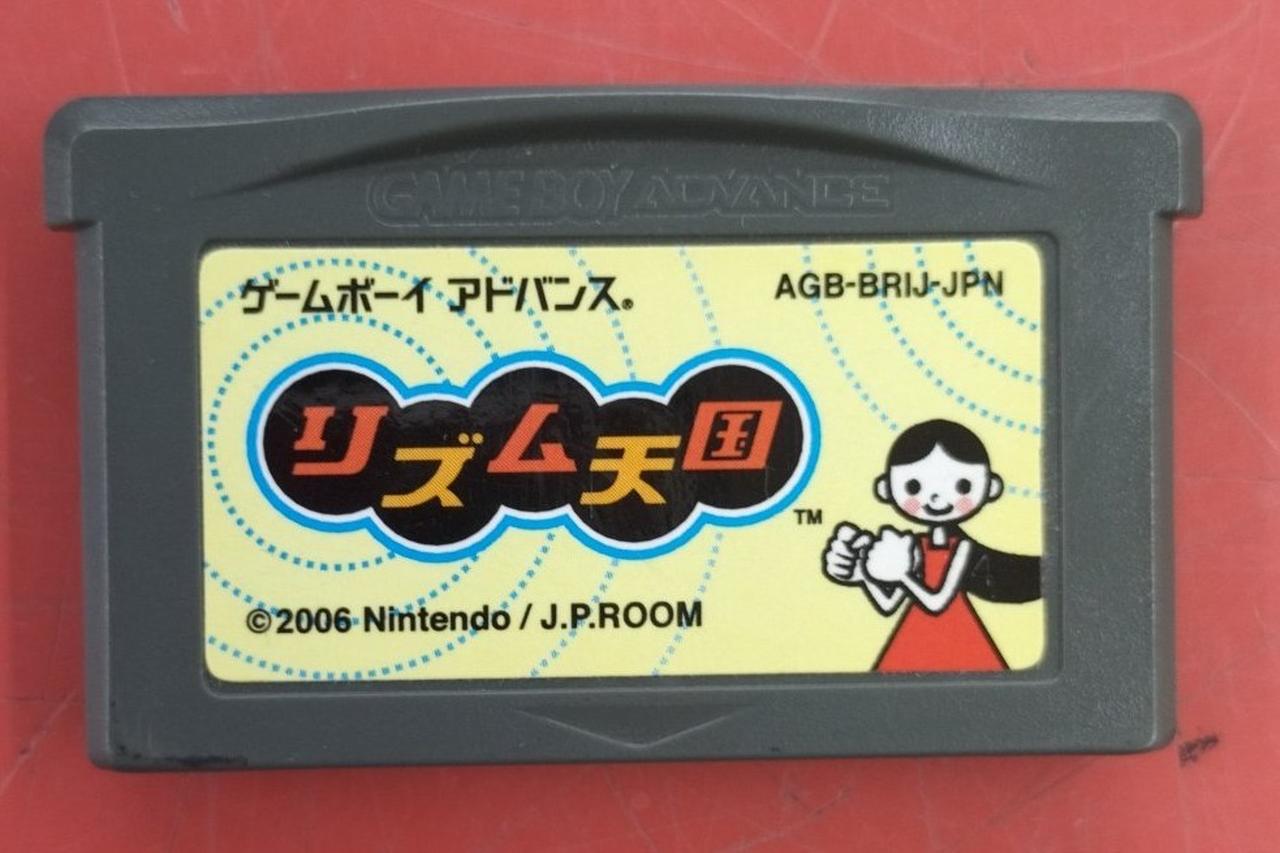 GAME BOY ADVANCE
ゲームボーイ アドバンス®
AGB-BRIJ-JPN
リズム天国
TM
©2006 Nintendo / J.P.ROOM